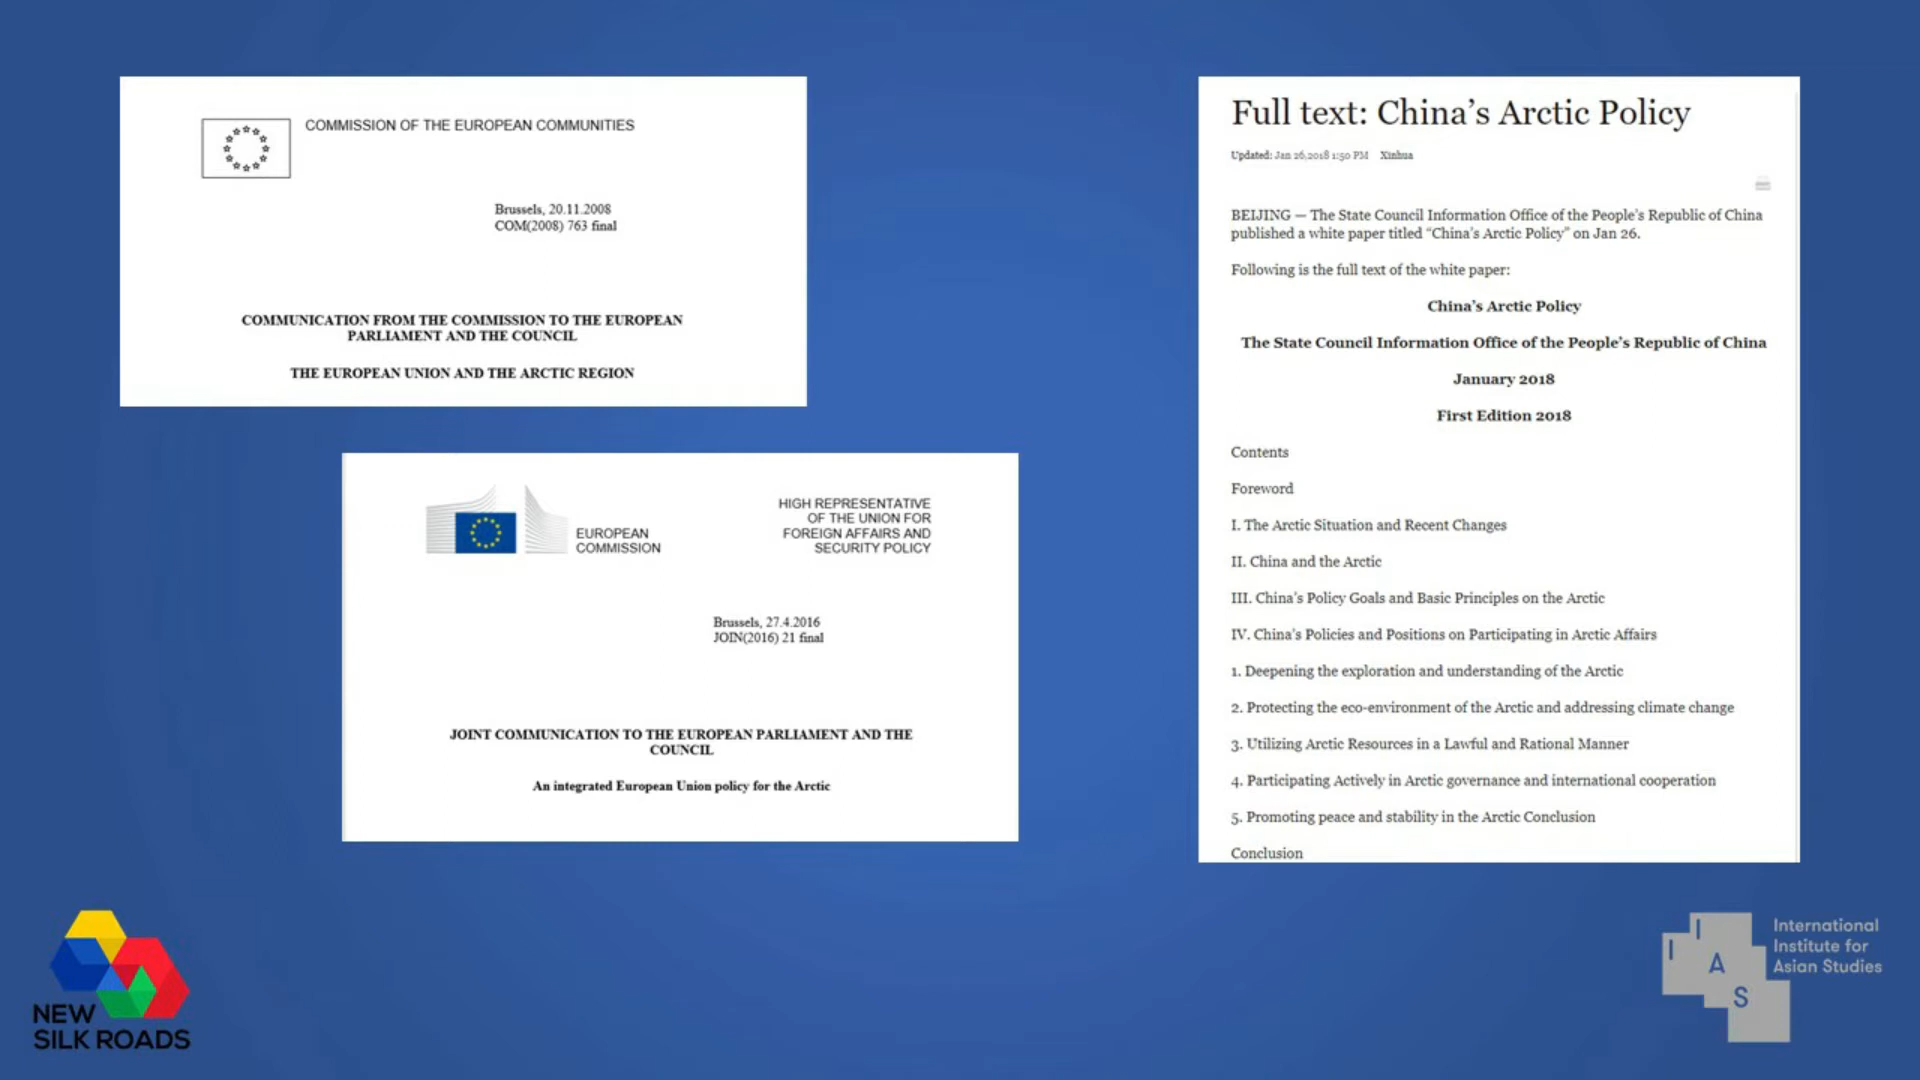 COMMISSION OF THE EUROPEAN COMMUNITIES
Brussels, 20.11.2008
COM(2008) 763 final
COMMUNICATION FROM THE COMMISSION TO THE EUROPEAN
PARLIAMENT AND THE COUNCIL
THE EUROPEAN UNION AND THE ARCTIC REGION
EUROPEAN
COMMISSION
HIGH REPRESENTATIVE
OF THE UNION FOR
FOREIGN AFFAIRS AND
SECURITY POLICY
Brussels, 27.4.2016
JOIN(2016) 21 final
JOINT COMMUNICATION TO THE EUROPEAN PARLIAMENT AND THE
COUNCIL
An integrated European Union policy for the Arctic
Full text: China's Arctic Policy
Updated: Jan 26,2018 1:50 PM Xinhua
BEIJING — The State Council Information Office of the People's Republic of China
published a white paper titled “China's Arctic Policy” on Jan 26.
Following is the full text of the white paper:
China's Arctic Policy
The State Council Information Office of the People's Republic of China
January 2018
First Edition 2018
Contents
Foreword
I. The Arctic Situation and Recent Changes
II. China and the Arctic
III. China's Policy Goals and Basic Principles on the Arctic
IV. China's Policies and Positions on Participating in Arctic Affairs
1. Deepening the exploration and understanding of the Arctic
2. Protecting the eco-environment of the Arctic and addressing climate change
3. Utilizing Arctic Resources in a Lawful and Rational Manner
4. Participating Actively in Arctic governance and international cooperation
5. Promoting peace and stability in the Arctic Conclusion
Conclusion
NEW
SILK ROADS
I I A S
International
Institute for
Asian Studies